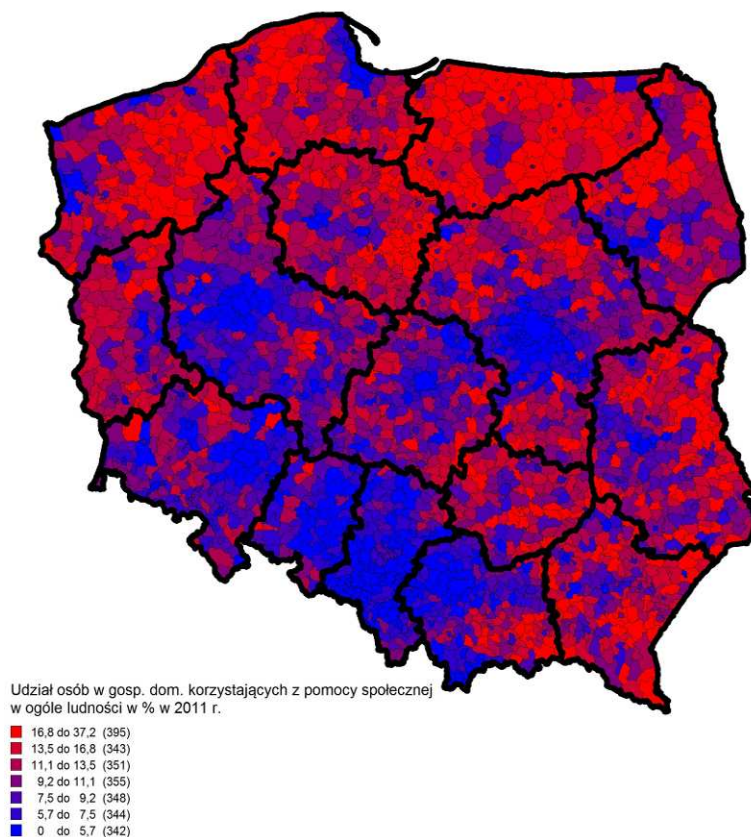 Udział osób w gosp. dom. korzystających z pomocy społecznej
w ogóle ludności w % w 2011 r.
16,8 do 37,2 (395)
13,5 do 16,8 (343)
11,1 do 13,5 (351)
9,2 do 11,1 (355)
7,5 do 9,2 (348)
5,7 do 7,5 (344)
0 do 5,7 (342)